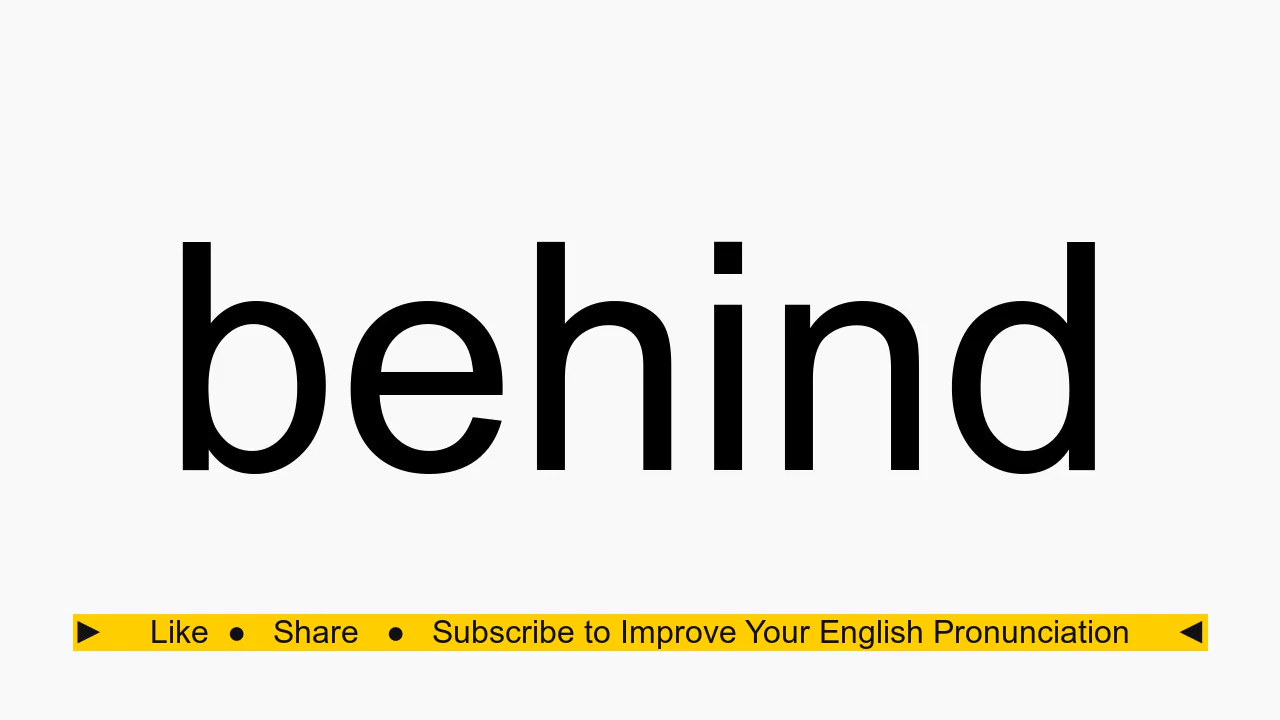 behind
► Like ● Share ● Subscribe to Improve Your English Pronunciation ◄